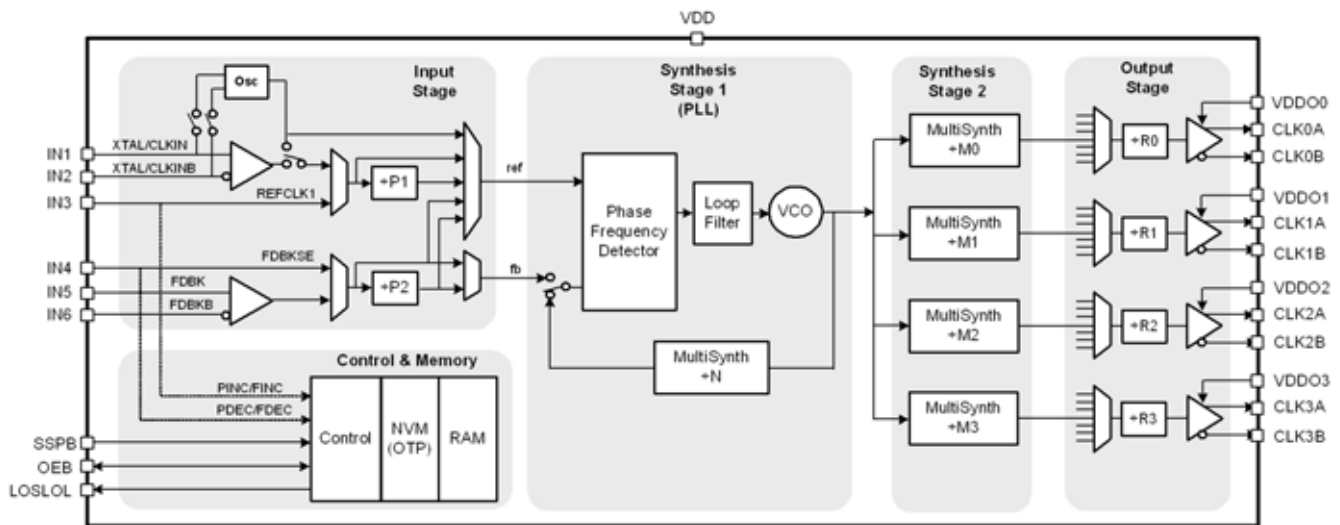 VDD
Input
Stage
Osc
XTAL/CLKIN
XTAL/CLKINB
REFCLK1
IN1
IN2
IN3
÷P1
FDBKSE
FDBK
FDBKB
IN4
IN5
IN6
÷P2
ref
fb
Synthesis
Stage 1
(PLL)
Phase
Frequency
Detector
Loop
Filter
VCO
MultiSynth
÷N
Synthesis
Stage 2
MultiSynth
÷M0
MultiSynth
÷M1
MultiSynth
÷M2
MultiSynth
÷M3
Output
Stage
÷R0
÷R1
÷R2
÷R3
VDDO0
CLK0A
CLK0B
VDDO1
CLK1A
CLK1B
VDDO2
CLK2A
CLK2B
VDDO3
CLK3A
CLK3B
Control & Memory
PINC/FINC
PDEC/FDEC
Control
NVM
(OTP)
RAM
SSPB
OEB
LOSLOL